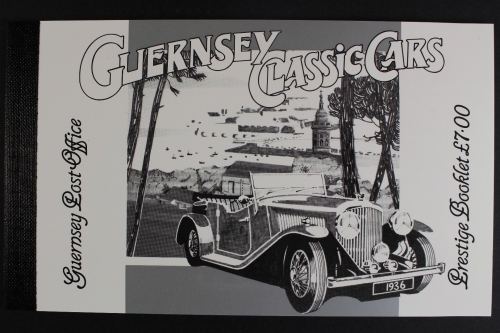 GUERNSEY
CLASSIC CARS
Guernsey Post Office
Prestige Booklet £7·00
1936